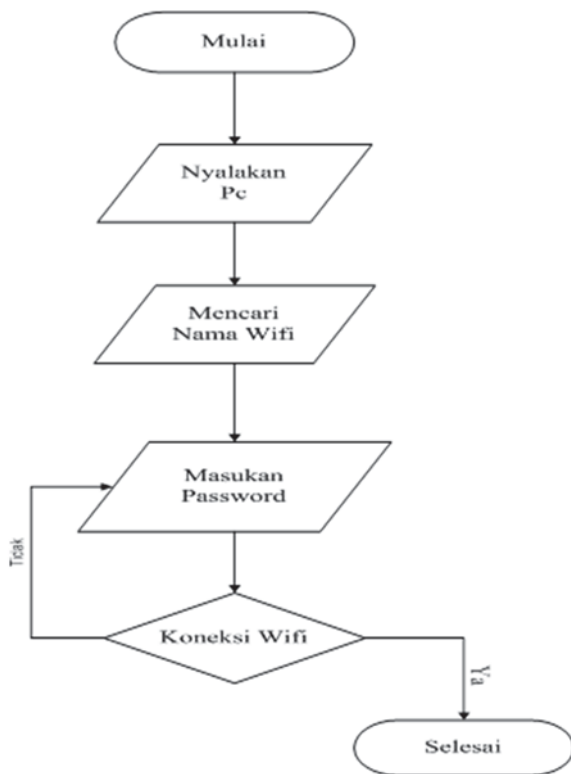 Mulai
Nyalakan
Pc
Mencari
Nama Wifi
Masukan
Password
Tidak
Koneksi Wifi
Ya
Selesai